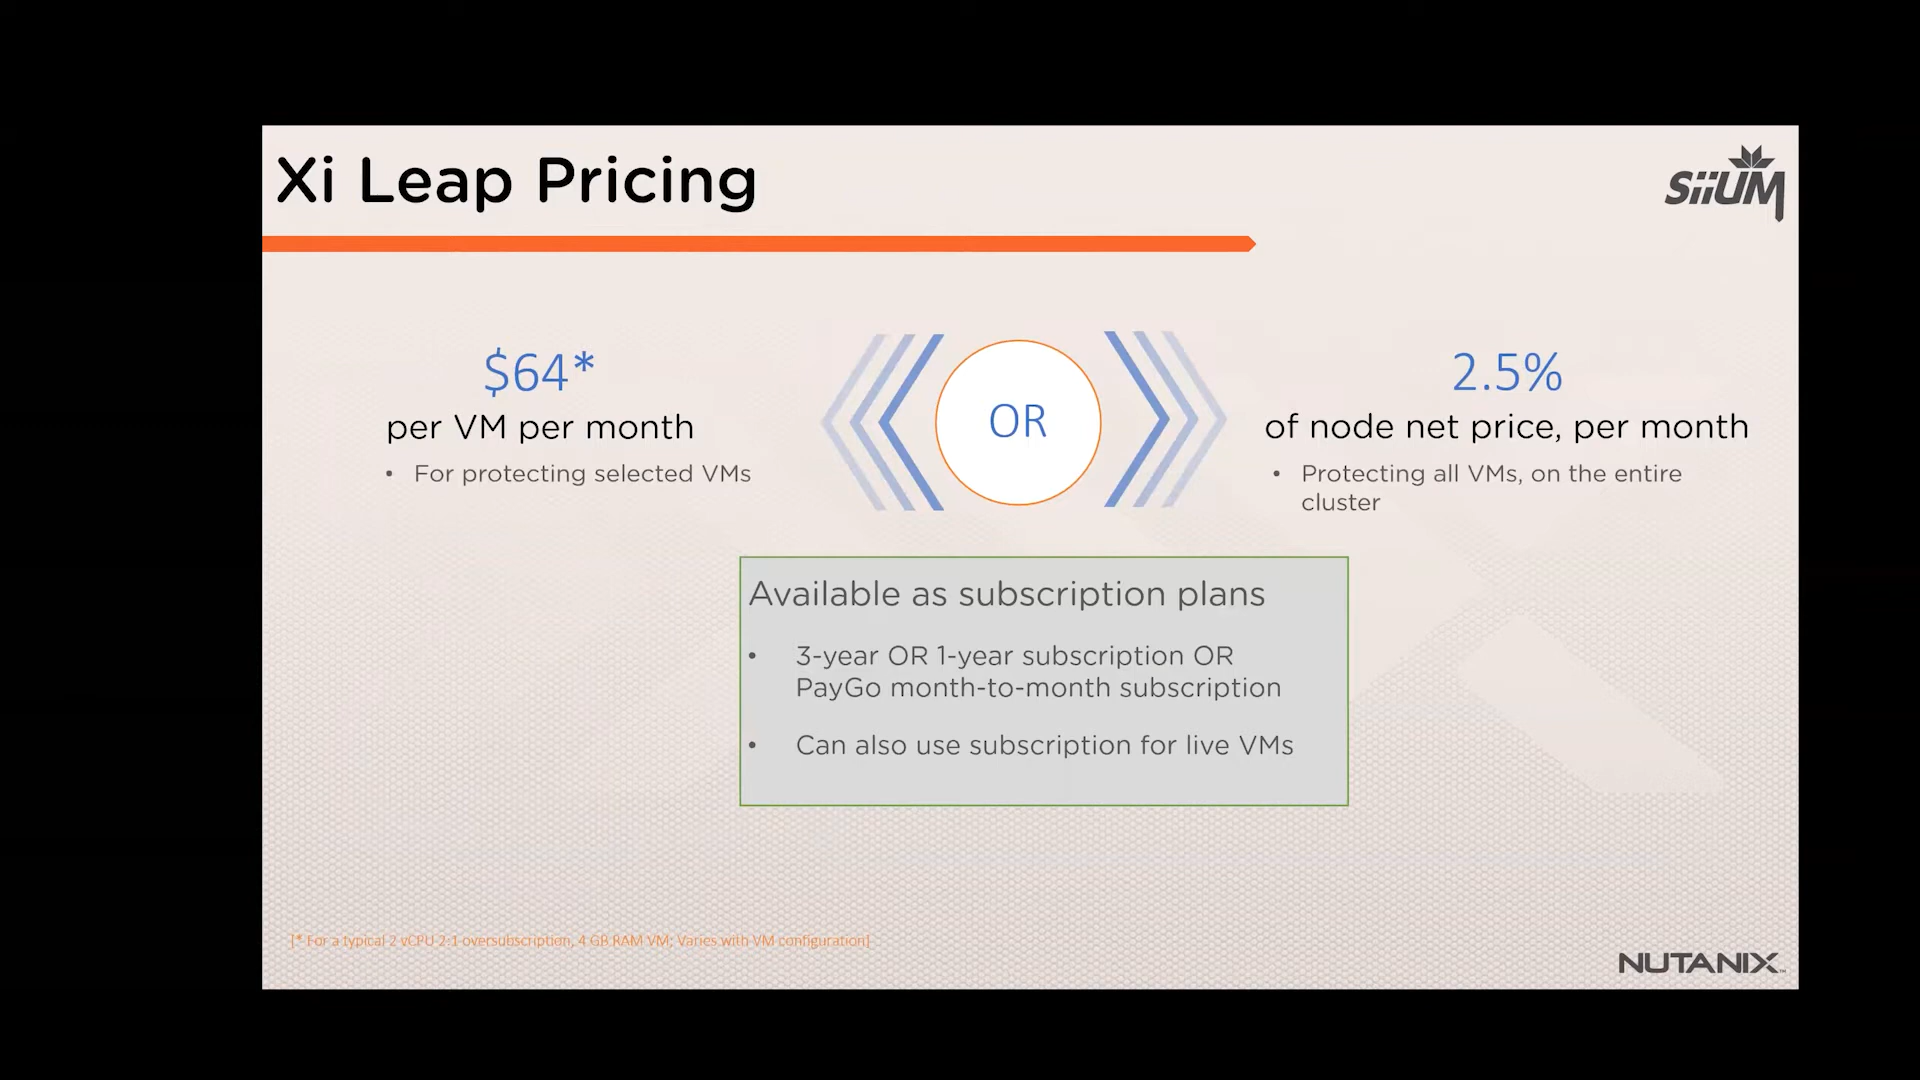 Xi Leap Pricing
SiiUM
$64*
per VM per month
• For protecting selected VMs
OR
2.5%
of node net price, per month
• Protecting all VMs, on the entire
cluster
Available as subscription plans
• 3-year OR 1-year subscription OR
PayGo month-to-month subscription
• Can also use subscription for live VMs
[* For a typical 2 vCPU 2:1 oversubscription, 4 GB RAM VM; Varies with VM configuration]
NUTANIX™